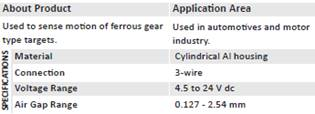 About Product Application Area
Used to sense motion of ferrous gear Used in automotives and motor
type targets. industry.
SPECIFICATIONS
Material Cylindrical Al housing
Connection 3-wire
Voltage Range 4.5 to 24 V dc
Air Gap Range 0.127 - 2.54 mm